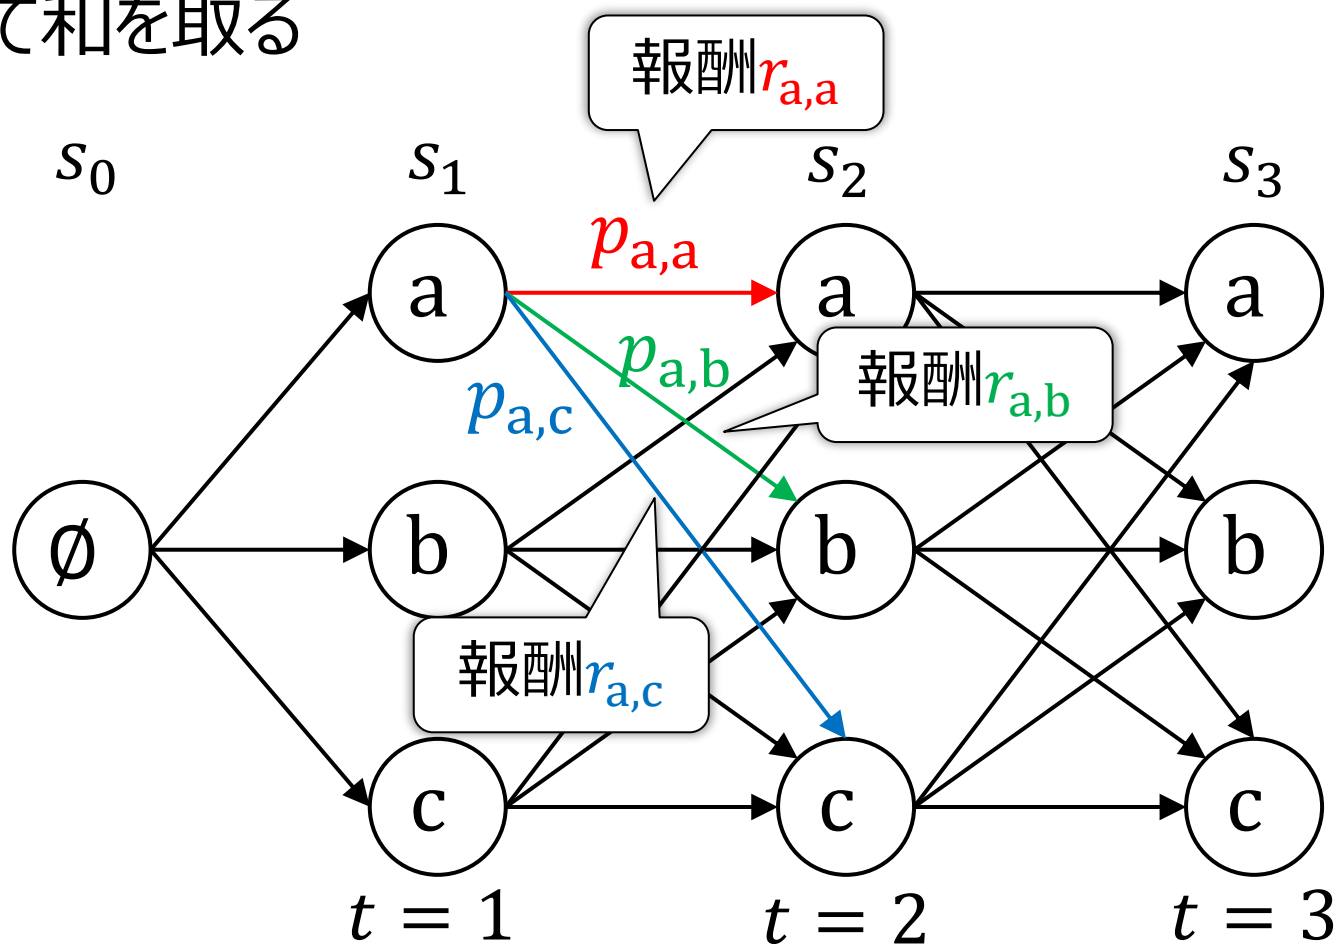 て和を取る
報酬r_{a,a}
s_0 s_1 s_2 s_3
p_{a,a}
a a a
p_{a,b}
報酬r_{a,b}
p_{a,c}
∅ b b b
報酬r_{a,c}
c c c
t = 1 t = 2 t = 3